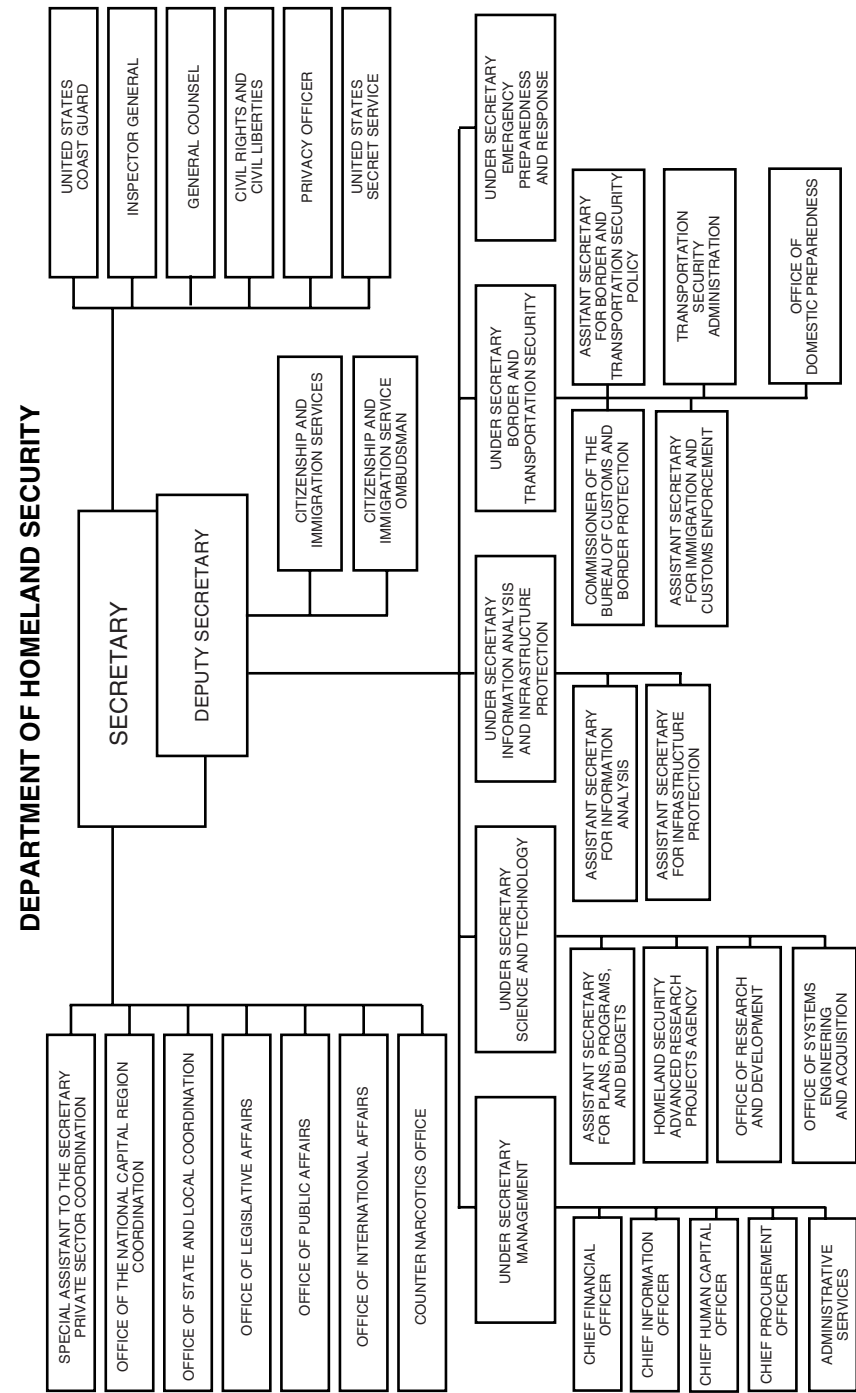 DEPARTMENT OF HOMELAND SECURITY
SECRETARY
DEPUTY SECRETARY
SPECIAL ASSISTANT TO THE SECRETARY
PRIVATE SECTOR COORDINATION
OFFICE OF THE NATIONAL CAPITAL REGION
COORDINATION
OFFICE OF STATE AND LOCAL COORDINATION
OFFICE OF LEGISLATIVE AFFAIRS
OFFICE OF PUBLIC AFFAIRS
OFFICE OF INTERNATIONAL AFFAIRS
COUNTER NARCOTICS OFFICE
CITIZENSHIP AND
IMMIGRATION SERVICES
CITIZENSHIP AND
IMMIGRATION SERVICE
OMBUDSMAN
UNITED STATES
COAST GUARD
INSPECTOR GENERAL
GENERAL COUNSEL
CIVIL RIGHTS AND
CIVIL LIBERTIES
PRIVACY OFFICER
UNITED STATES
SECRET SERVICE
UNDER SECRETARY
MANAGEMENT
CHIEF FINANCIAL
OFFICER
CHIEF INFORMATION
OFFICER
CHIEF HUMAN CAPITAL
OFFICER
CHIEF PROCUREMENT
OFFICER
ADMINISTRATIVE
SERVICES
UNDER SECRETARY
SCIENCE AND TECHNOLOGY
ASSISTANT SECRETARY
FOR PLANS, PROGRAMS,
AND BUDGETS
HOMELAND SECURITY
ADVANCED RESEARCH
PROJECTS AGENCY
OFFICE OF RESEARCH
AND DEVELOPMENT
OFFICE OF SYSTEMS
ENGINEERING
AND ACQUISITION
UNDER SECRETARY
INFORMATION ANALYSIS
AND INFRASTRUCTURE
PROTECTION
ASSISTANT SECRETARY
FOR INFORMATION
ANALYSIS
ASSISTANT SECRETARY
FOR INFRASTRUCTURE
PROTECTION
UNDER SECRETARY
BORDER AND
TRANSPORTATION SECURITY
COMMISSIONER OF THE
BUREAU OF CUSTOMS AND
BORDER PROTECTION
ASSISTANT SECRETARY
FOR IMMIGRATION AND
CUSTOMS ENFORCEMENT
ASSITANT SECRETARY
FOR BORDER AND
TRANSPORTATION SECURITY
POLICY
TRANSPORTATION
SECURITY
ADMINISTRATION
OFFICE OF
DOMESTIC PREPAREDNESS
UNDER SECRETARY
EMERGENCY
PREPAREDNESS
AND RESPONSE